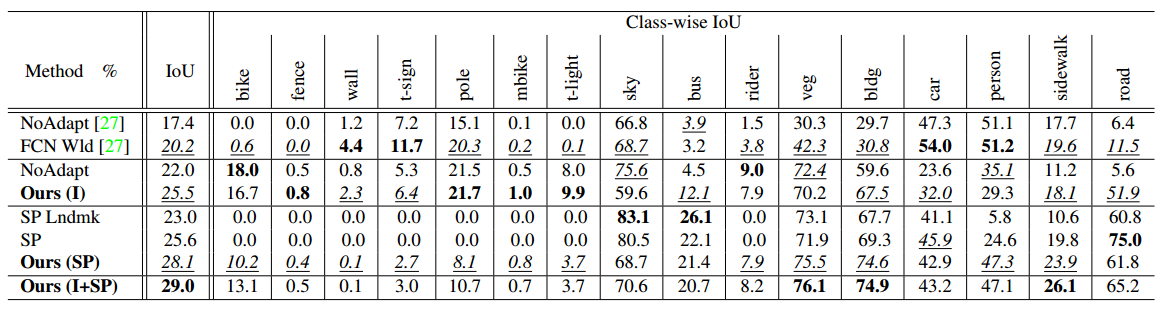 Class-wise IoU
Method % IoU bike fence wall t-sign pole mbike t-light sky bus rider veg bldg car person sidewalk road
NoAdapt [27] 17.4 0.0 0.0 1.2 7.2 15.1 0.1 0.0 66.8 3.9 1.5 30.3 29.7 47.3 51.1 17.7 6.4
FCN Wld [27] 20.2 0.6 0.0 4.4 11.7 20.3 0.2 0.1 68.7 3.2 3.8 42.3 30.8 54.0 51.2 19.6 11.5
NoAdapt 22.0 18.0 0.5 0.8 5.3 21.5 0.5 8.0 75.6 4.5 9.0 72.4 59.6 23.6 35.1 11.2 5.6
Ours (I) 25.5 16.7 0.8 2.3 6.4 21.7 1.0 9.9 59.6 12.1 7.9 70.2 67.5 32.0 29.3 18.1 51.9
SP Lndmk 23.0 0.0 0.0 0.0 0.0 0.0 0.0 0.0 83.1 26.1 0.0 73.1 67.7 41.1 5.8 10.6 60.8
SP 25.6 0.0 0.0 0.0 0.0 0.0 0.0 0.0 80.5 22.1 0.0 71.9 69.3 45.9 24.6 19.8 75.0
Ours (SP) 28.1 10.2 0.4 0.1 2.7 8.1 0.8 3.7 68.7 21.4 7.9 75.5 74.6 42.9 47.3 23.9 61.8
Ours (I+SP) 29.0 13.1 0.5 0.1 3.0 10.7 0.7 3.7 70.6 20.7 8.2 76.1 74.9 43.2 47.1 26.1 65.2